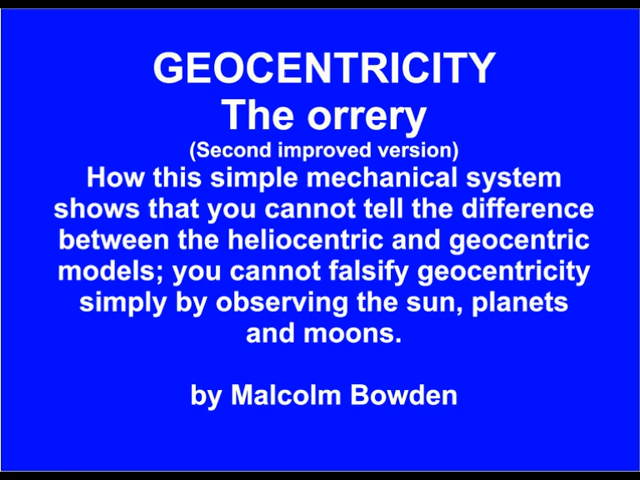 GEOCENTRICITY
The orrery
(Second improved version)
How this simple mechanical system
shows that you cannot tell the difference
between the heliocentric and geocentric
models; you cannot falsify geocentricity
simply by observing the sun, planets
and moons.
by Malcolm Bowden